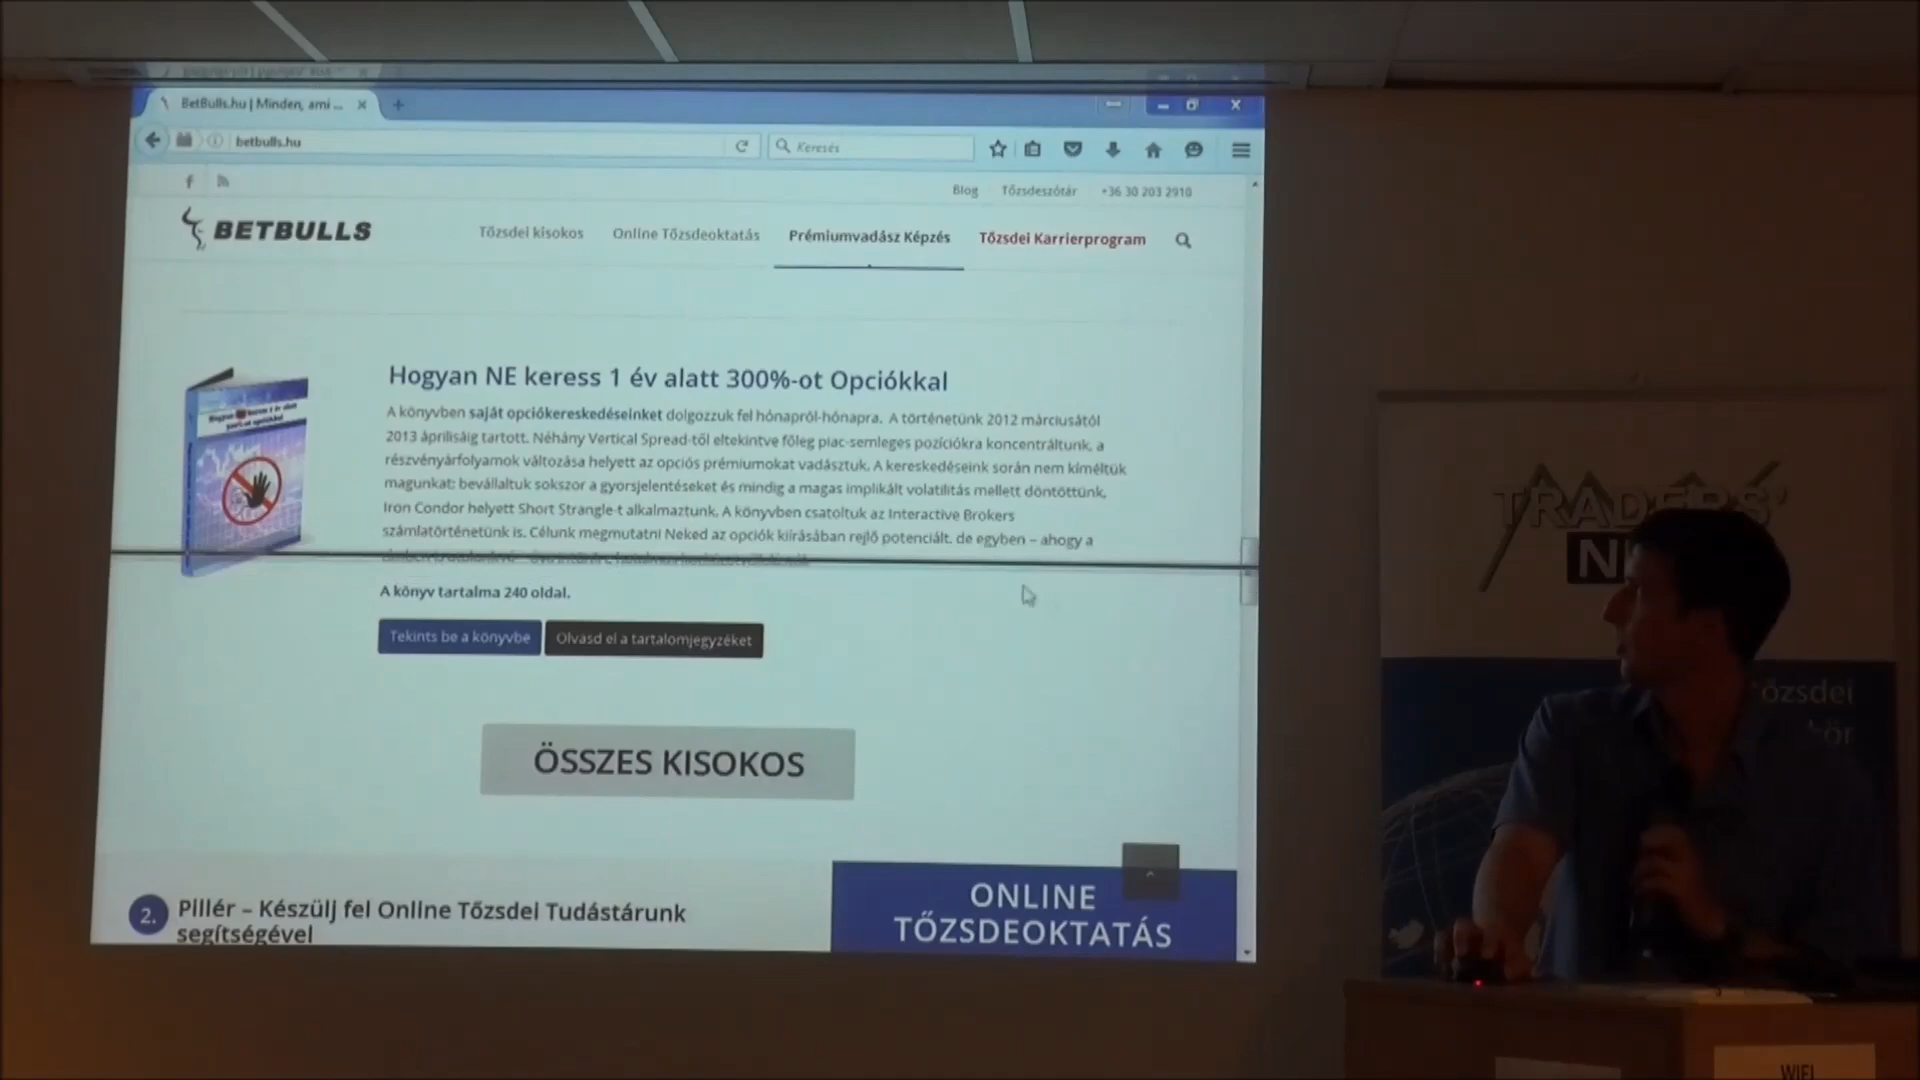 BetBulls.hu | Minden, ami ...
betbulls.hu
Keresés
Blog Tőzsdeszótár +36 30 203 2910
BETBULLS
Tőzsdei kisokos Online Tőzsdeoktatás Prémiumvadász Képzés Tőzsdei Karrierprogram
Hogyan NE keress 1 év alatt 300%-ot Opciókkal
A könyvben saját opciókereskedéseinket dolgozzuk fel hónapról-hónapra. A történetünk 2012 márciusától
2013 áprilisáig tartott. Néhány Vertical Spread-től eltekintve főleg piac-semleges pozíciókra koncentráltunk, a
részvényárfolyamok változása helyett az opciós prémiumokat vadásztuk. A kereskedéseink során nem kíméltük
magunkat: bevállaltuk sokszor a gyorsjelentéseket és mindig a magas implikált volatilitás mellett döntöttünk,
Iron Condor helyett Short Strangle-t alkalmaztunk. A könyvben csatoltuk az Interactive Brokers
számlatörténetünk is. Célunk megmutatni Neked az opciók kiírásában rejlő potenciált, de egyben – ahogy a
A könyv tartalma 240 oldal.
Tekints be a könyvbe Olvasd el a tartalomjegyzéket
ÖSSZES KISOKOS
2. Pillér – Készülj fel Online Tőzsdei Tudástárunk
segítségével
ONLINE
TŐZSDEOKTATÁS
TRADERS'
WIFI